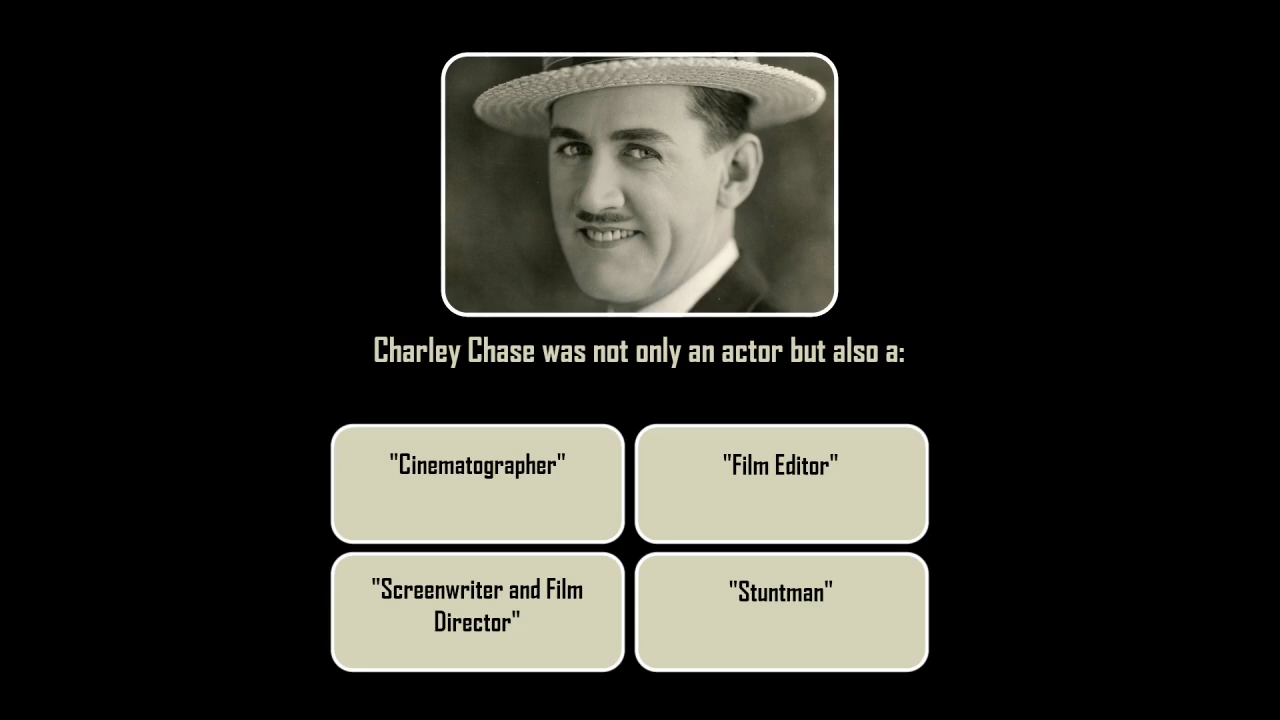 Charley Chase was not only an actor but also a:
"Cinematographer"
"Film Editor"
"Screenwriter and Film
Director"
"Stuntman"